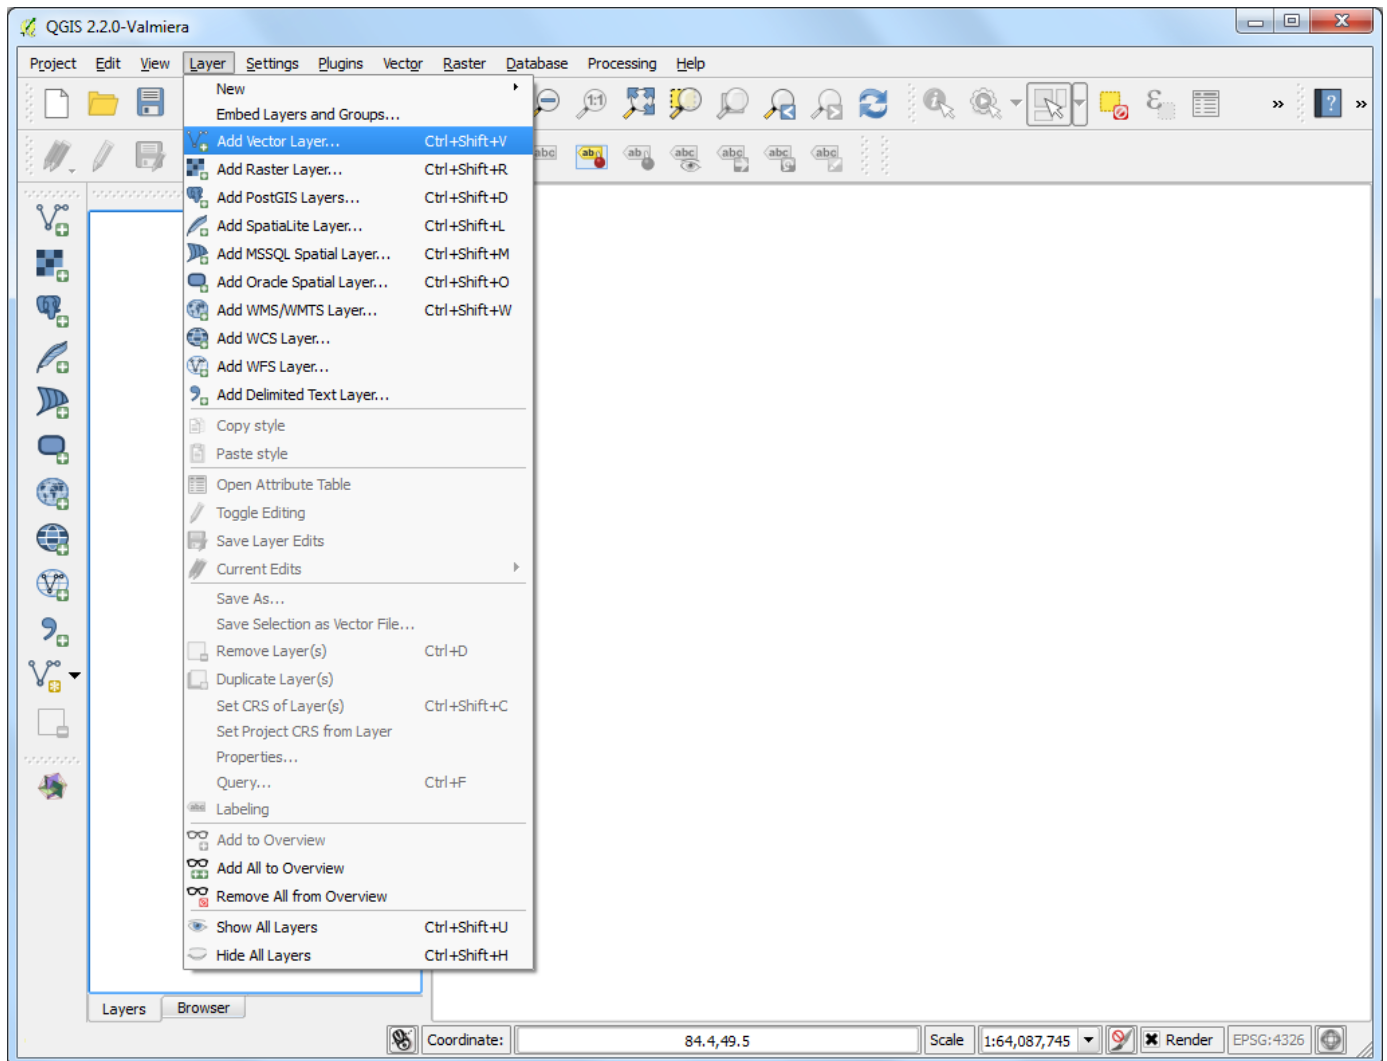 QGIS 2.2.0-Valmiera
Project Edit View Layer Settings Plugins Vector Raster Database Processing Help
New
Embed Layers and Groups...
Add Vector Layer... Ctrl+Shift+V
Add Raster Layer... Ctrl+Shift+R
Add PostGIS Layers... Ctrl+Shift+D
Add SpatiaLite Layer... Ctrl+Shift+L
Add MSSQL Spatial Layer... Ctrl+Shift+M
Add Oracle Spatial Layer... Ctrl+Shift+O
Add WMS/WMTS Layer... Ctrl+Shift+W
Add WCS Layer...
Add WFS Layer...
Add Delimited Text Layer...
Copy style
Paste style
Open Attribute Table
Toggle Editing
Save Layer Edits
Current Edits
Save As...
Save Selection as Vector File...
Remove Layer(s) Ctrl+D
Duplicate Layer(s)
Set CRS of Layer(s) Ctrl+Shift+C
Set Project CRS from Layer
Properties...
Query... Ctrl+F
Labeling
Add to Overview
Add All to Overview
Remove All from Overview
Show All Layers Ctrl+Shift+U
Hide All Layers Ctrl+Shift+H
Layers Browser
Coordinate: 84.4,49.5 Scale 1:64,087,745 Render EPSG:4326